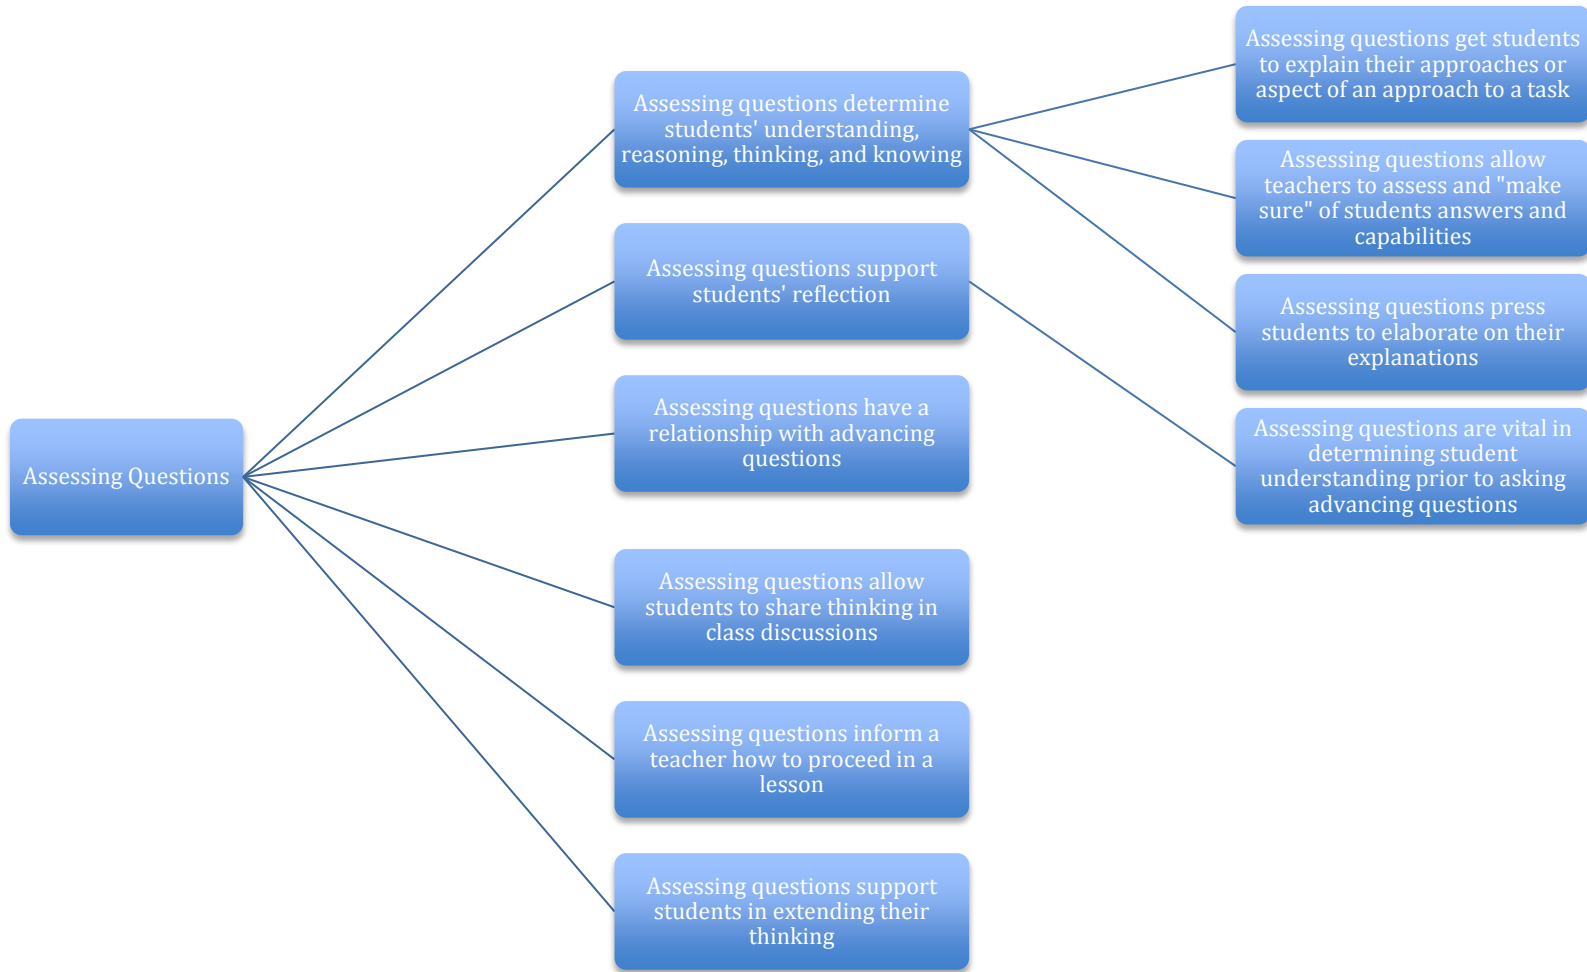 Assessing Questions
Assessing questions determine
students' understanding,
reasoning, thinking, and knowing
Assessing questions support
students' reflection
Assessing questions have a
relationship with advancing
questions
Assessing questions allow
students to share thinking in
class discussions
Assessing questions inform a
teacher how to proceed in a
lesson
Assessing questions support
students in extending their
thinking
Assessing questions get students
to explain their approaches or
aspect of an approach to a task
Assessing questions allow
teachers to assess and "make
sure" of students answers and
capabilities
Assessing questions press
students to elaborate on their
explanations
Assessing questions are vital in
determining student
understanding prior to asking
advancing questions